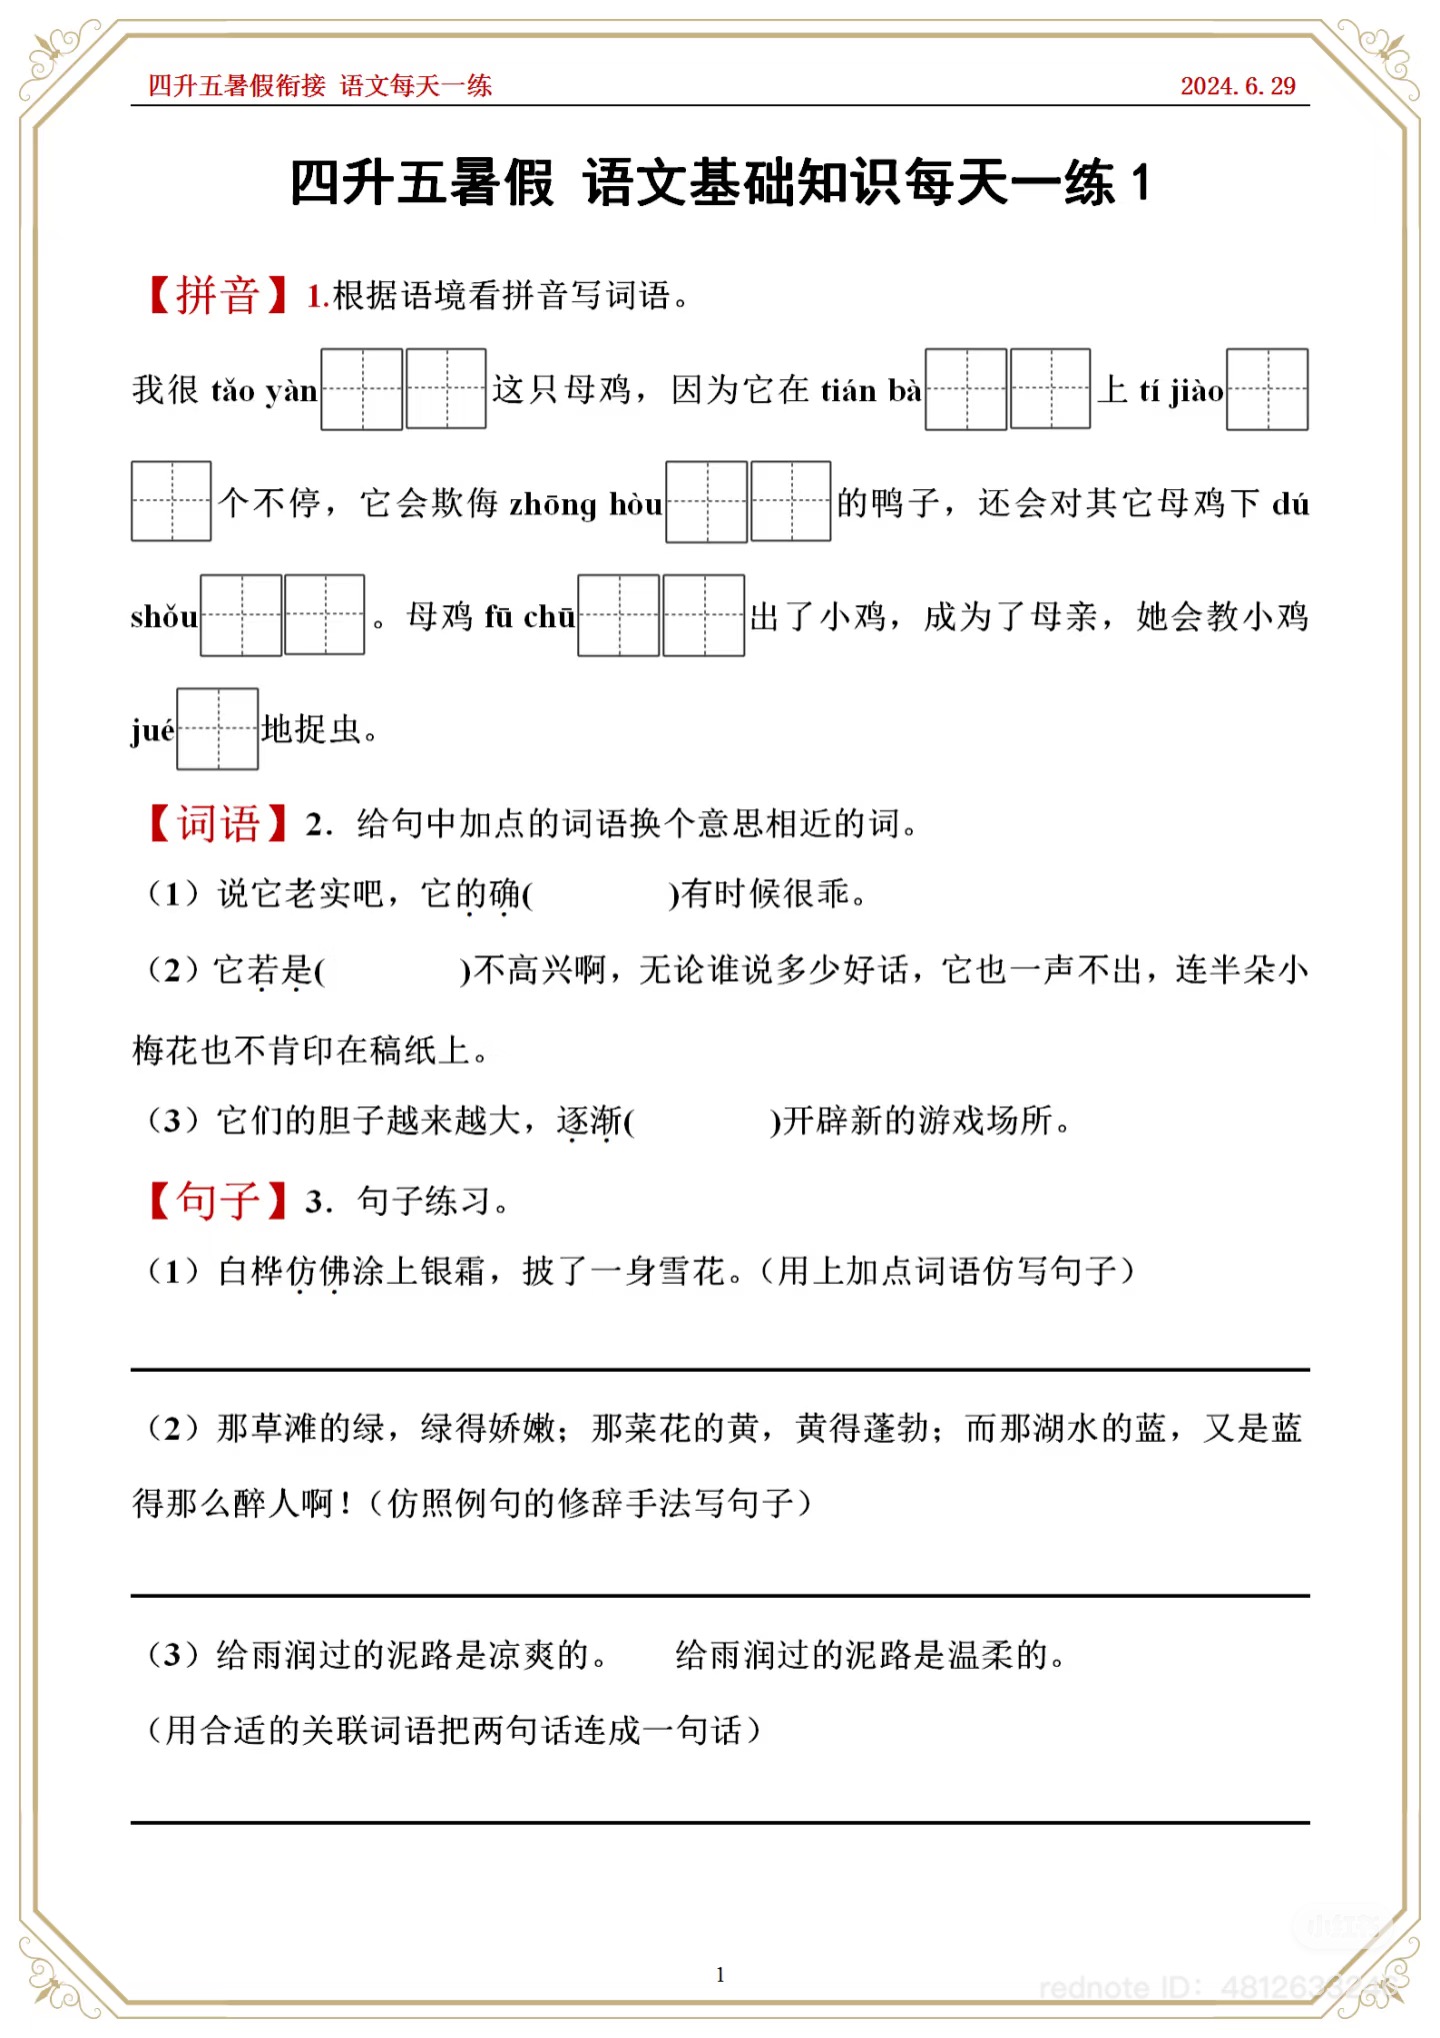 四升五暑假衔接 语文每天一练 2024.6.29
四升五暑假 语文基础知识每天一练1
【拼音】1.根据语境看拼音写词语。
我很 tǎo yàn 这只母鸡，因为它在 tián bà 上 tí jiào
个不停，它会欺侮 zhōng hòu 的鸭子，还会对其它母鸡下 dú
shǒu 。母鸡 fū chū 出了小鸡，成为了母亲，她会教小鸡
jué 地捉虫。
【词语】2．给句中加点的词语换个意思相近的词。
（1）说它老实吧，它的确( )有时候很乖。
（2）它若是( )不高兴啊，无论谁说多少好话，它也一声不出，连半朵小
梅花也不肯印在稿纸上。
（3）它们的胆子越来越大，逐渐( )开辟新的游戏场所。
【句子】3．句子练习。
（1）白桦仿佛涂上银霜，披了一身雪花。（用上加点词语仿写句子）
（2）那草滩的绿，绿得娇嫩；那菜花的黄，黄得蓬勃；而那湖水的蓝，又是蓝
得那么醉人啊！（仿照例句的修辞手法写句子）
（3）给雨润过的泥路是凉爽的。 给雨润过的泥路是温柔的。
（用合适的关联词语把两句话连成一句话）
小红书
1
rednote ID：4812633246